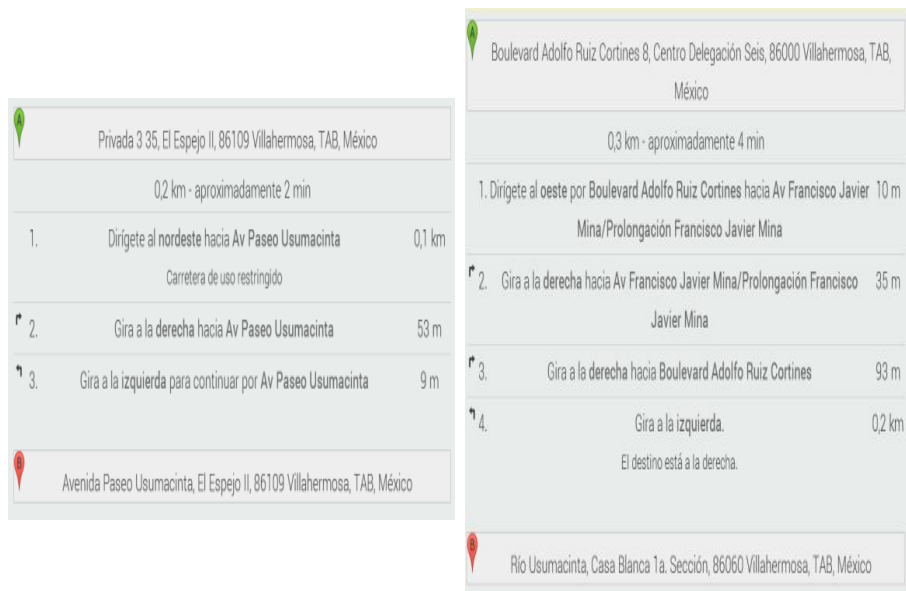 A
Privada 3 35, El Espejo II, 86109 Villahermosa, TAB, México
0,2 km - aproximadamente 2 min
1. Dirígete al nordeste hacia Av Paseo Usumacinta 0,1 km
Carretera de uso restringido
2. Gira a la derecha hacia Av Paseo Usumacinta 53 m
3. Gira a la izquierda para continuar por Av Paseo Usumacinta 9 m
B
Avenida Paseo Usumacinta, El Espejo II, 86109 Villahermosa, TAB, México
A
Boulevard Adolfo Ruiz Cortines 8, Centro Delegación Seis, 86000 Villahermosa, TAB,
México
0,3 km - aproximadamente 4 min
1. Dirígete al oeste por Boulevard Adolfo Ruiz Cortines hacia Av Francisco Javier 10 m
Mina/Prolongación Francisco Javier Mina
2. Gira a la derecha hacia Av Francisco Javier Mina/Prolongación Francisco 35 m
Javier Mina
3. Gira a la derecha hacia Boulevard Adolfo Ruiz Cortines 93 m
4. Gira a la izquierda. 0,2 km
El destino está a la derecha.
B
Río Usumacinta, Casa Blanca 1a. Sección, 86060 Villahermosa, TAB, México